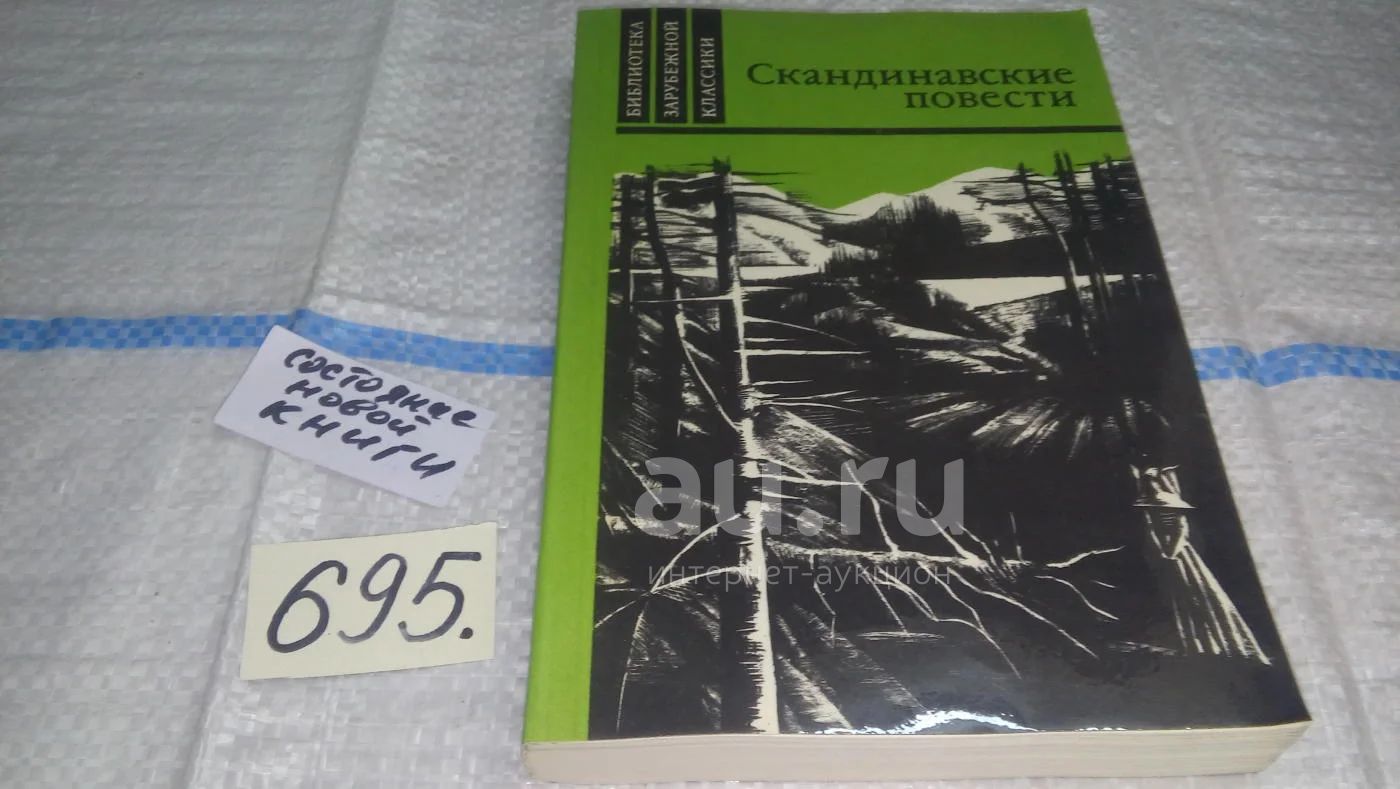 БИБЛИОТЕКА
ЗАРУБЕЖНОЙ
КЛАССИКИ
Скандинавские
повести
состояние
новой
книги
695.
au.ru
интернет-аукцион